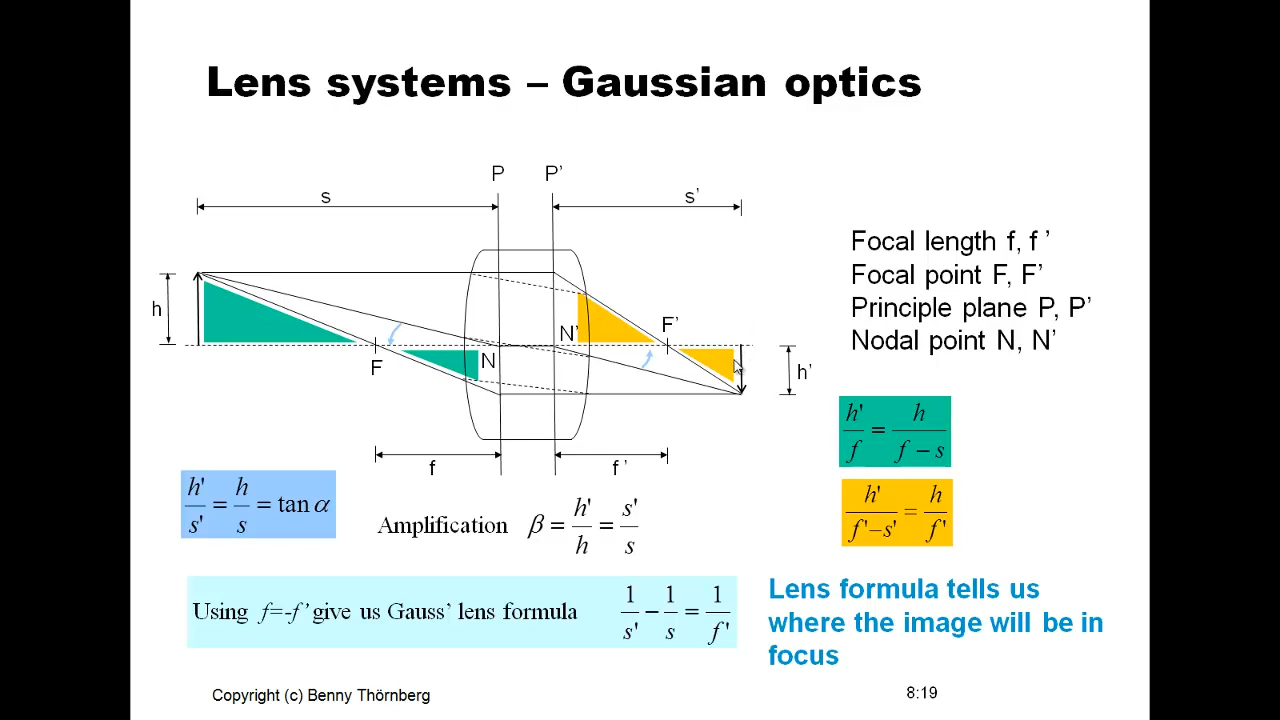 Lens systems – Gaussian optics
P P’
s s’
h
N’ F’
F N
h’
f f ’
Focal length f, f ’
Focal point F, F’
Principle plane P, P’
Nodal point N, N’
h'/f = h/(f − s)
h'/(f '−s') = h/f '
h'/s' = h/s = tan α
Amplification β = h'/h = s'/s
Using f=-f’ give us Gauss’ lens formula 1/s' − 1/s = 1/f '
Lens formula tells us
where the image will be in
focus
Copyright (c) Benny Thörnberg
8:19